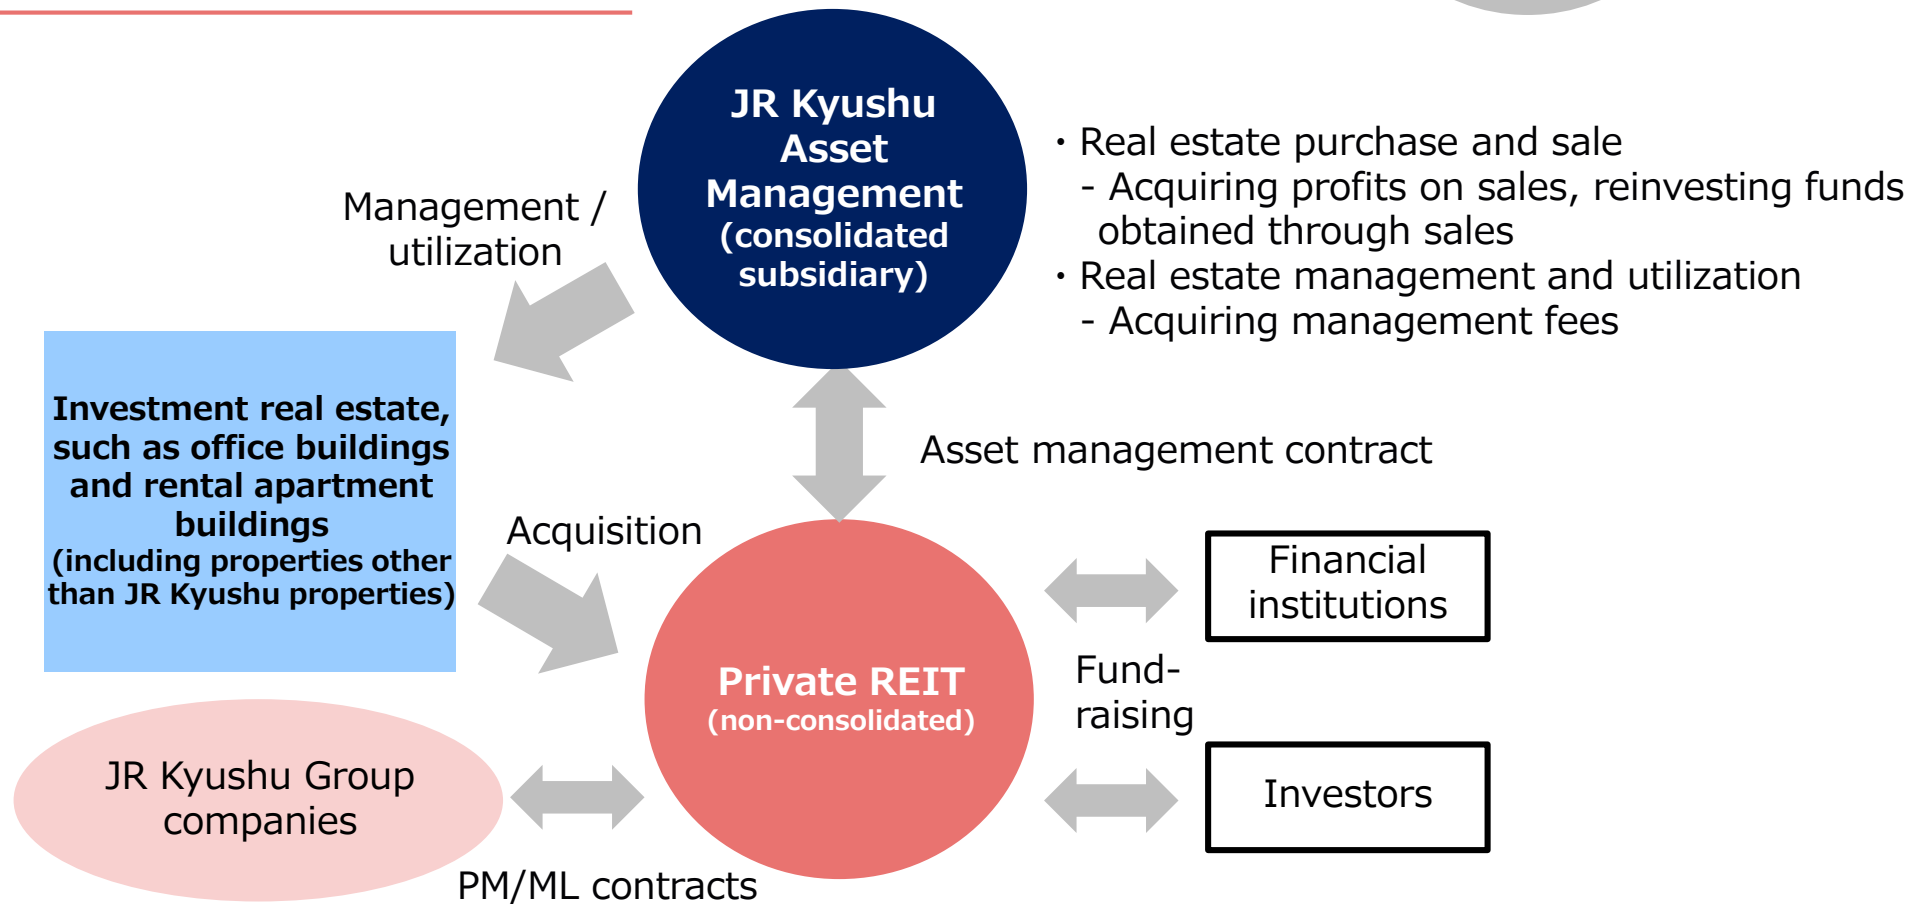 JR Kyushu
Asset
Management
(consolidated
subsidiary)
・Real estate purchase and sale
- Acquiring profits on sales, reinvesting funds
obtained through sales
・Real estate management and utilization
- Acquiring management fees
Management /
utilization
Investment real estate,
such as office buildings
and rental apartment
buildings
(including properties other
than JR Kyushu properties)
Asset management contract
Acquisition
Private REIT
(non-consolidated)
Financial
institutions
Fund-
raising
Investors
JR Kyushu Group
companies
PM/ML contracts